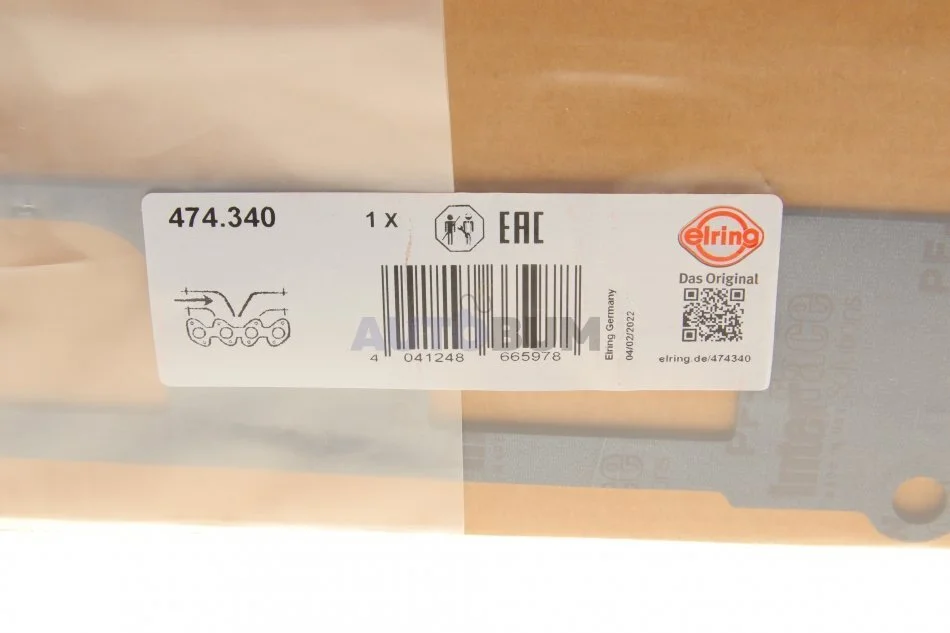 474.340
1 X
EAC
elring
Das Original
AUTOBUM
4 041248 665978
Elring Germany
04/02/2022
elring.de/474340